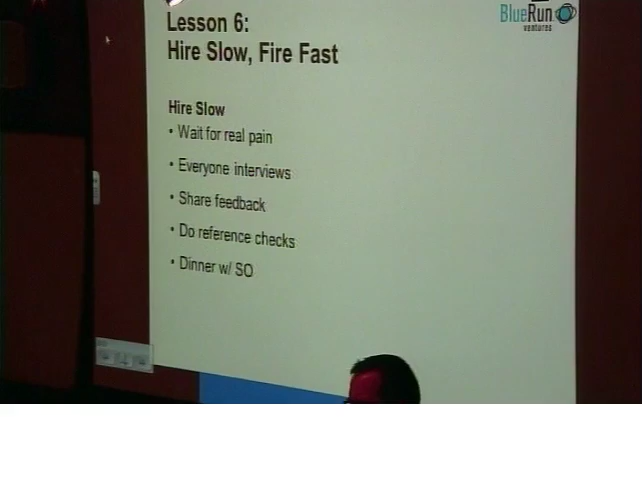 Lesson 6:
BlueRun
ventures
Hire Slow, Fire Fast
Hire Slow
• Wait for real pain
• Everyone interviews
• Share feedback
• Do reference checks
• Dinner w/ SO